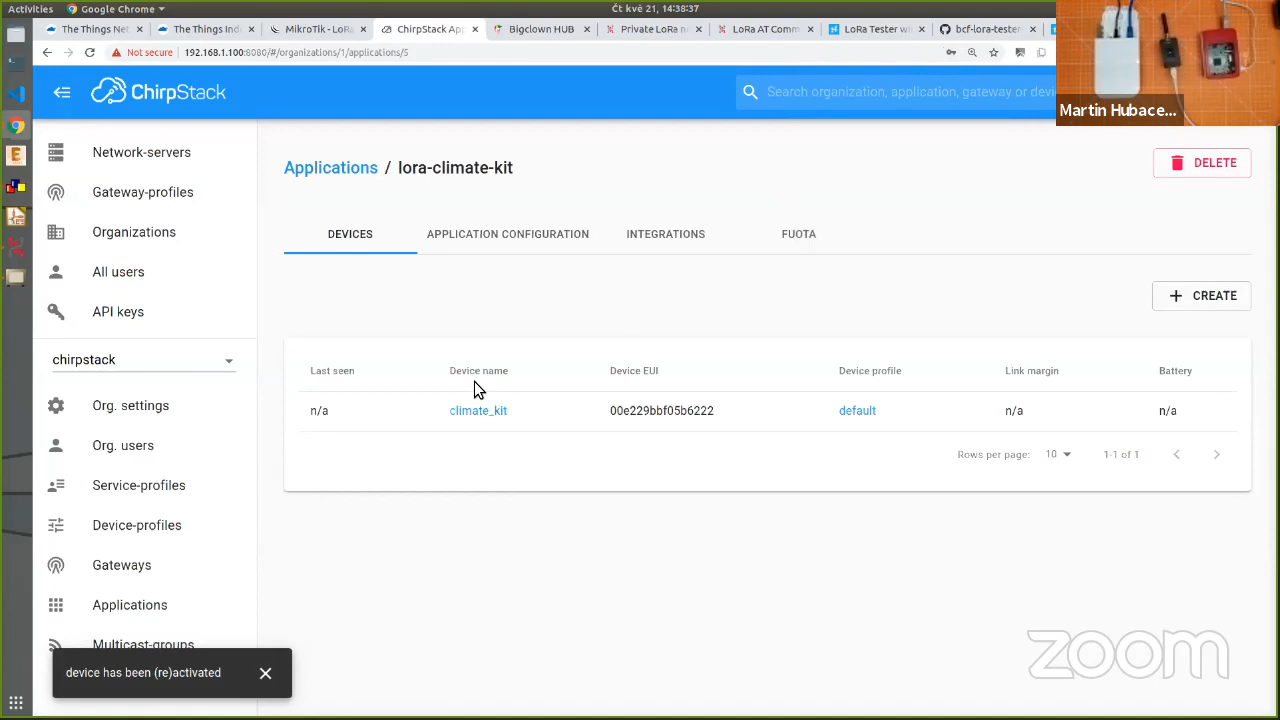 Activities
Google Chrome
Čt kvě 21, 14:38:37
The Things Ne
The Things Ind
MikroTik - LoRa
ChirpStack Ap
Bigclown HUB
Private LoRa n
LoRa AT Comm
LoRa Tester w
bcf-lora-tester
Not secure
192.168.1.100:8080/#/organizations/1/applications/5
ChirpStack
Search organization, application, gateway or devi
Martin Hubace...
Network-servers
Gateway-profiles
Organizations
All users
API keys
chirpstack
Org. settings
Org. users
Service-profiles
Device-profiles
Gateways
Applications
Multicast-groups
Applications / lora-climate-kit
DELETE
DEVICES
APPLICATION CONFIGURATION
INTEGRATIONS
FUOTA
CREATE
Last seen
Device name
Device EUI
Device profile
Link margin
Battery
n/a
climate_kit
00e229bbf05b6222
default
n/a
n/a
Rows per page:
10
1-1 of 1
device has been (re)activated
zoom